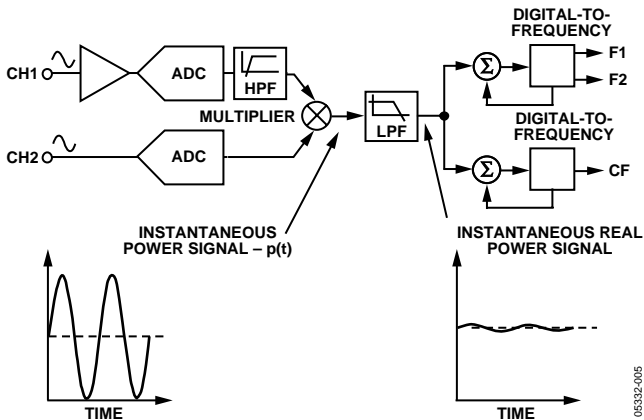 DIGITAL-TO-
FREQUENCY
F1
F2
Σ
CH1
ADC
HPF
MULTIPLIER
LPF
DIGITAL-TO-
FREQUENCY
CH2
ADC
Σ
CF
INSTANTANEOUS
POWER SIGNAL – p(t)
INSTANTANEOUS REAL
POWER SIGNAL
TIME
TIME
05332-005